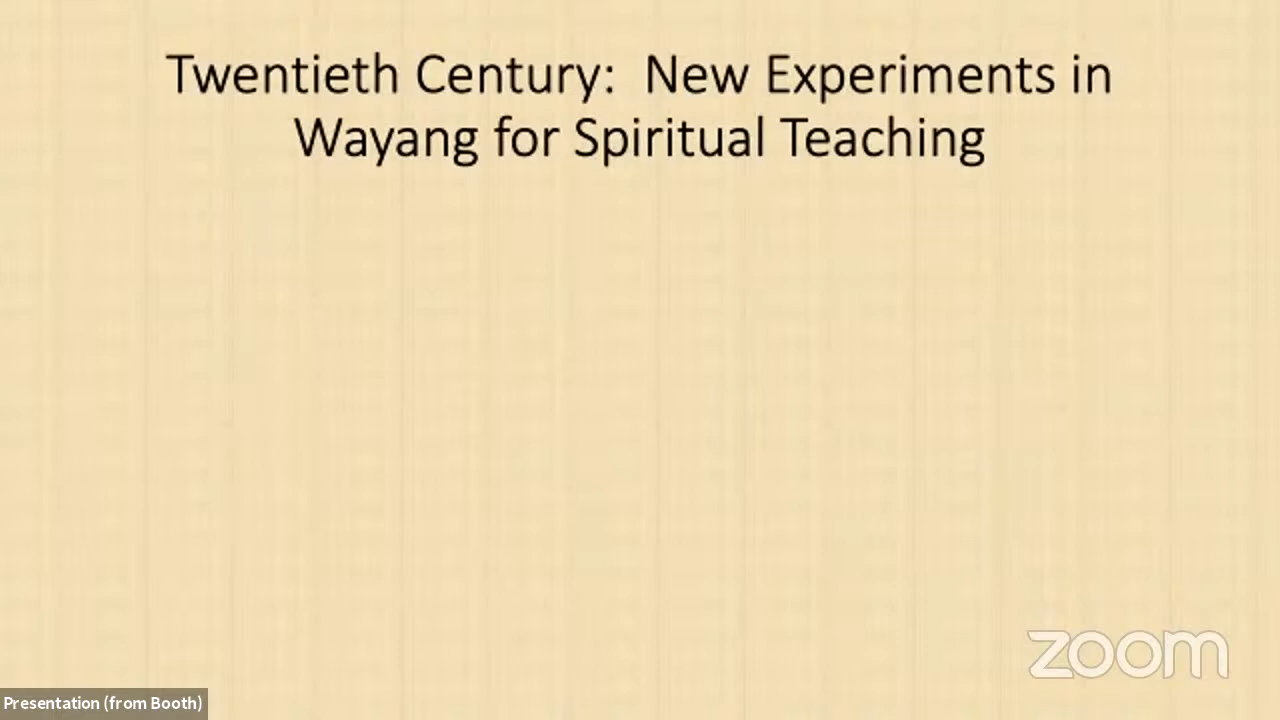 Twentieth Century:  New Experiments in
Wayang for Spiritual Teaching
zoom
Presentation (from Booth)